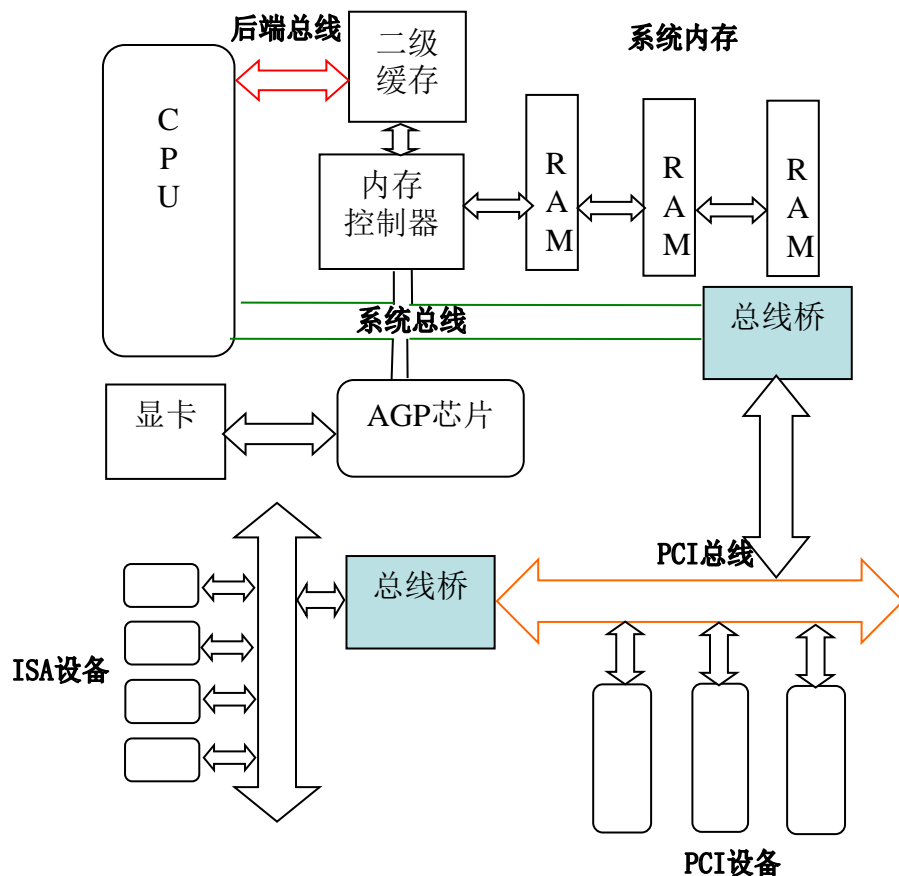 后端总线
二级
缓存
系统内存
C
P
U
R
A
M
R
A
M
R
A
M
内存
控制器
系统总线
总线桥
显卡
AGP芯片
PCI总线
总线桥
ISA设备
PCI设备